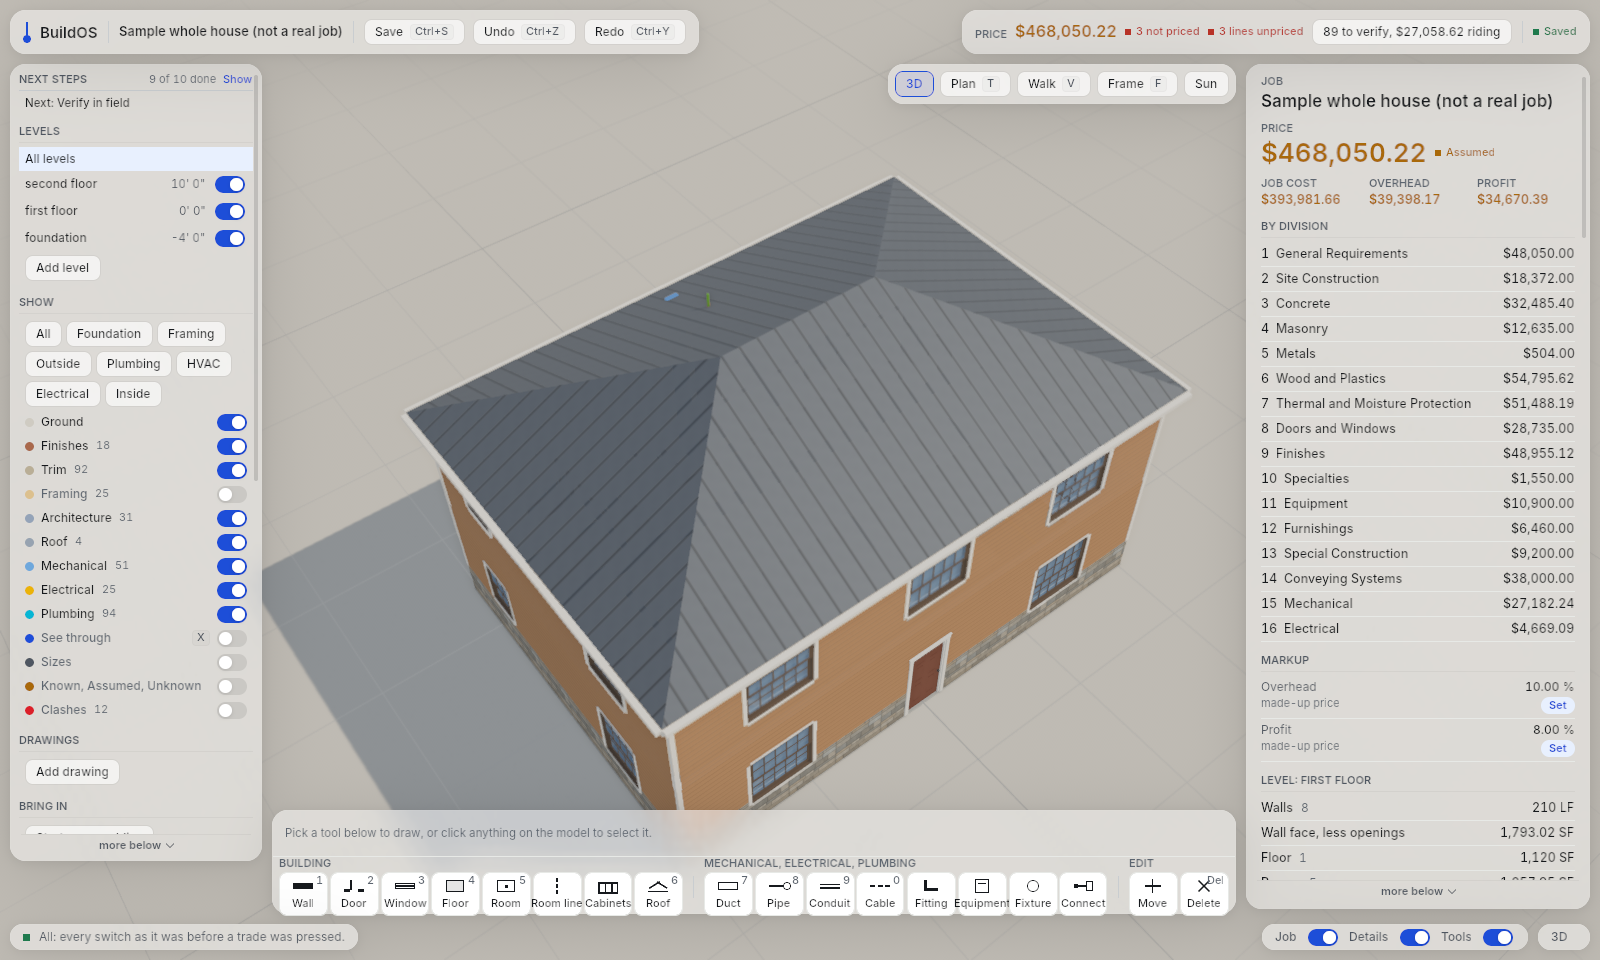 BuildOS
Sample whole house (not a real job)
Save Ctrl+S
Undo Ctrl+Z
Redo Ctrl+Y
PRICE $468,050.22
3 not priced
3 lines unpriced
89 to verify, $27,058.62 riding
Saved
NEXT STEPS 9 of 10 done Show
Next: Verify in field
LEVELS
All levels
second floor 10' 0"
first floor 0' 0"
foundation -4' 0"
Add level
SHOW
All Foundation Framing
Outside Plumbing HVAC
Electrical Inside
Ground
Finishes 18
Trim 92
Framing 25
Architecture 31
Roof 4
Mechanical 51
Electrical 25
Plumbing 94
See through X
Sizes
Known, Assumed, Unknown
Clashes 12
DRAWINGS
Add drawing
BRING IN
more below
3D
Plan T
Walk V
Frame F
Sun
JOB
Sample whole house (not a real job)
PRICE
$468,050.22 Assumed
JOB COST OVERHEAD PROFIT
$393,981.66 $39,398.17 $34,670.39
BY DIVISION
1 General Requirements $48,050.00
2 Site Construction $18,372.00
3 Concrete $32,485.40
4 Masonry $12,635.00
5 Metals $504.00
6 Wood and Plastics $54,795.62
7 Thermal and Moisture Protection $51,488.19
8 Doors and Windows $28,735.00
9 Finishes $48,955.12
10 Specialties $1,550.00
11 Equipment $10,900.00
12 Furnishings $6,460.00
13 Special Construction $9,200.00
14 Conveying Systems $38,000.00
15 Mechanical $27,182.24
16 Electrical $4,669.09
MARKUP
Overhead 10.00 %
made-up price Set
Profit 8.00 %
made-up price Set
LEVEL: FIRST FLOOR
Walls 8 210 LF
Wall face, less openings 1,793.02 SF
Floor 1 1,120 SF
more below
Pick a tool below to draw, or click anything on the model to select it.
BUILDING
1 2 3 4 5 6
Wall Door Window Floor Room Room line Cabinets Roof
MECHANICAL, ELECTRICAL, PLUMBING
7 8 9 0
Duct Pipe Conduit Cable Fitting Equipment Fixture Connect
EDIT
Del
Move Delete
All: every switch as it was before a trade was pressed.
Job Details Tools 3D